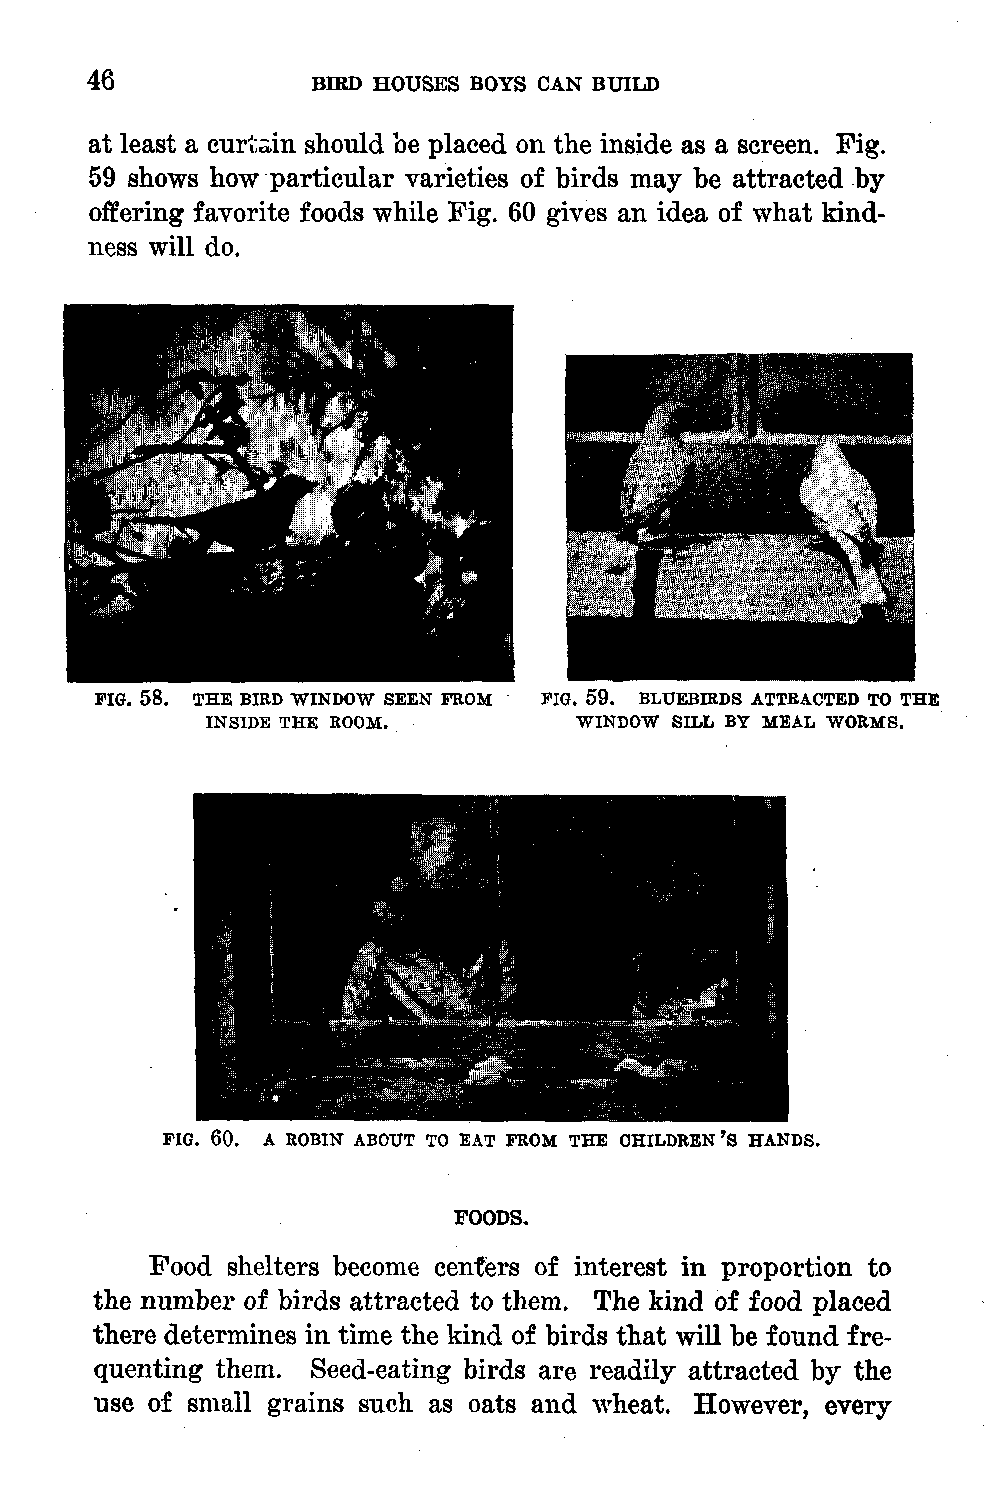 46 BIRD HOUSES BOYS CAN BUILD
at least a curtain should be placed on the inside as a screen. Fig.
59 shows how particular varieties of birds may be attracted by
offering favorite foods while Fig. 60 gives an idea of what kind-
ness will do.
FIG. 58. THE BIRD WINDOW SEEN FROM
INSIDE THE ROOM.
FIG. 59. BLUEBIRDS ATTRACTED TO THE
WINDOW SILL BY MEAL WORMS.
FIG. 60. A ROBIN ABOUT TO EAT FROM THE CHILDREN'S HANDS.
FOODS.
Food shelters become centers of interest in proportion to
the number of birds attracted to them. The kind of food placed
there determines in time the kind of birds that will be found fre-
quenting them. Seed-eating birds are readily attracted by the
use of small grains such as oats and wheat. However, every